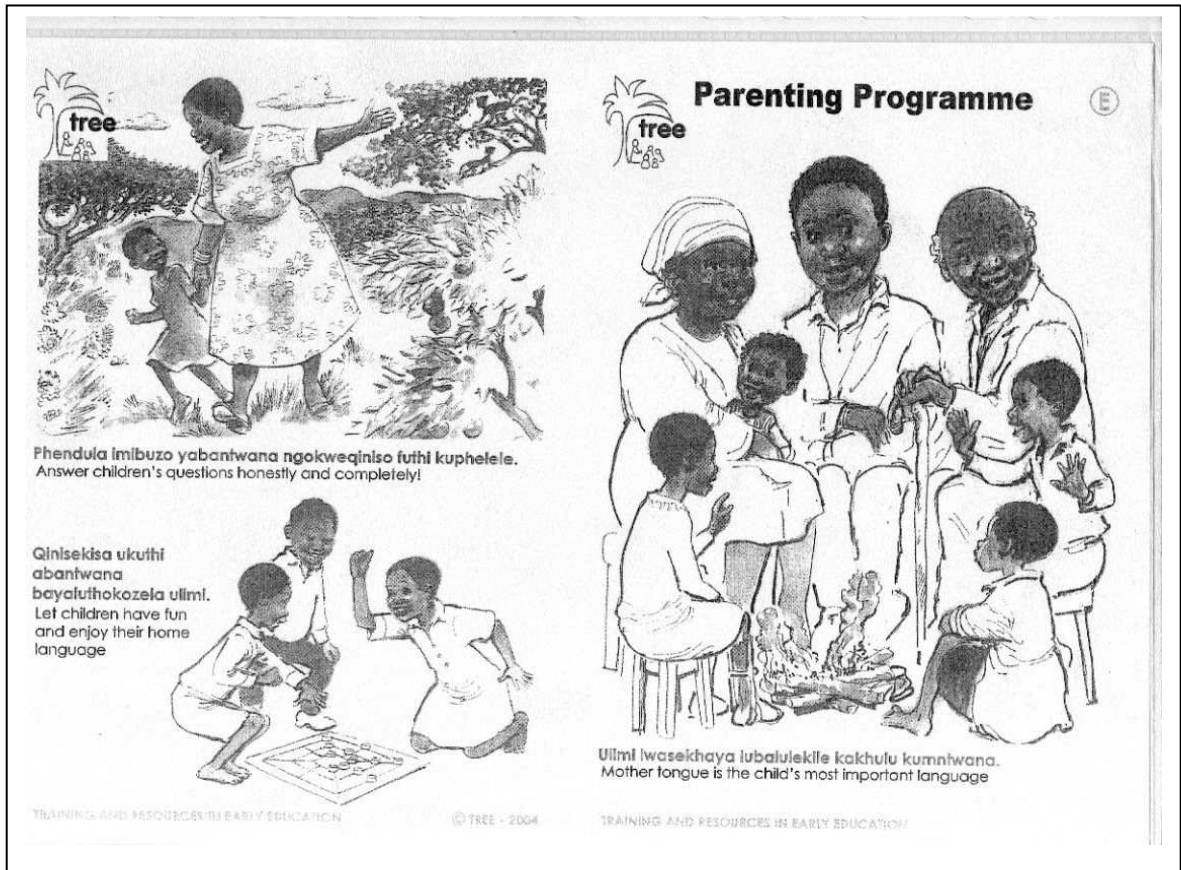 tree
Phendula imibuzo yabantwana ngokweqiniso futhi kuphelele.
Answer children's questions honestly and completely!
Qinisekisa ukuthi
abantwana
bayaluthokozela ulimi.
Let children have fun
and enjoy their home
language
TRAINING AND RESOURCES IN EARLY EDUCATION
© TREE - 2004
Parenting Programme
E
tree
Ulimi lwasekhaya lubalulekile kakhulu kumntwana.
Mother tongue is the child's most important language
TRAINING AND RESOURCES IN EARLY EDUCATION